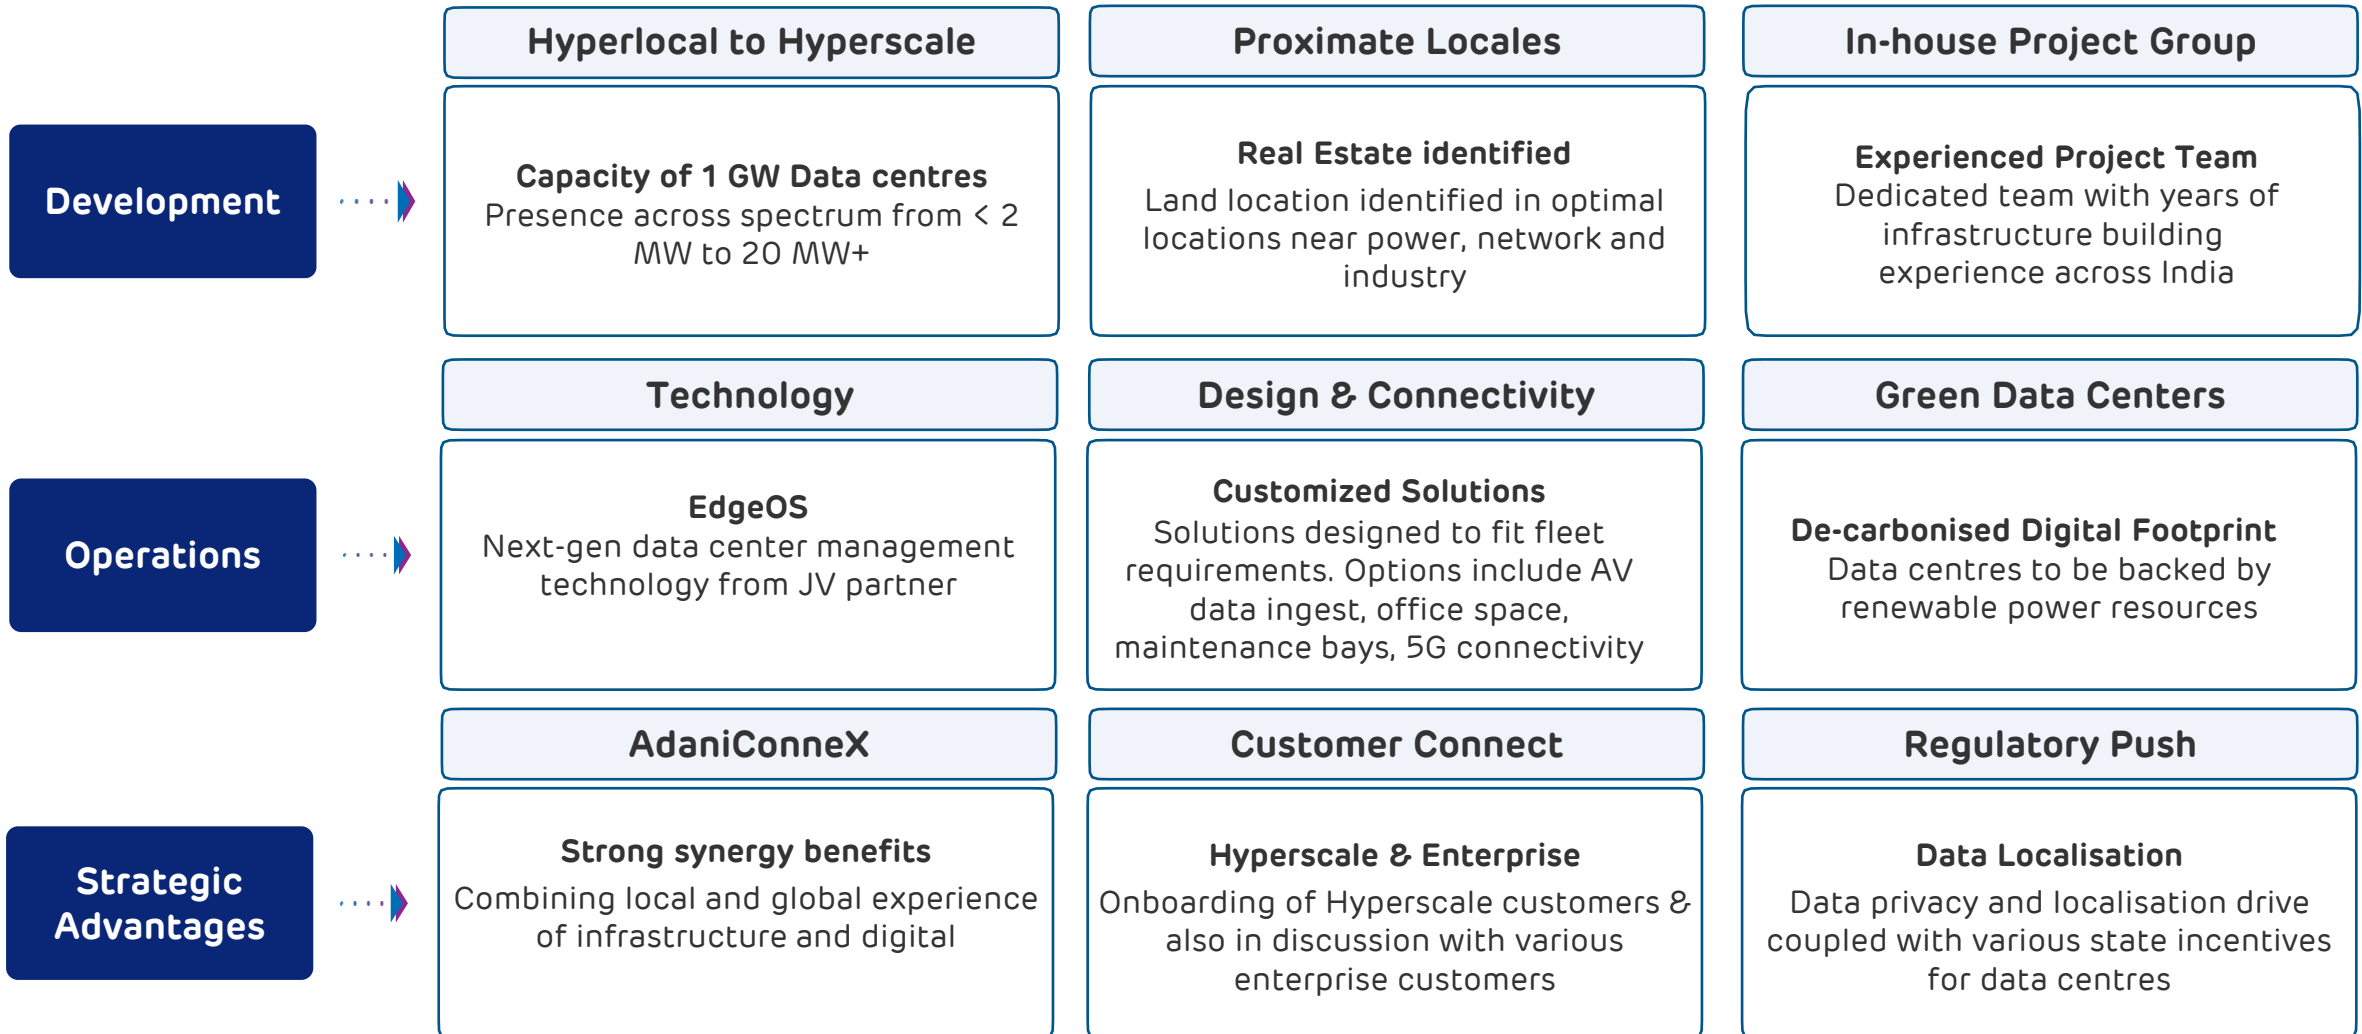 Hyperlocal to Hyperscale
Proximate Locales
In-house Project Group
Development
Capacity of 1 GW Data centres
Presence across spectrum from < 2
MW to 20 MW+
Real Estate identified
Land location identified in optimal
locations near power, network and
industry
Experienced Project Team
Dedicated team with years of
infrastructure building
experience across India
Technology
Design & Connectivity
Green Data Centers
Operations
EdgeOS
Next-gen data center management
technology from JV partner
Customized Solutions
Solutions designed to fit fleet
requirements. Options include AV
data ingest, office space,
maintenance bays, 5G connectivity
De-carbonised Digital Footprint
Data centres to be backed by
renewable power resources
AdaniConneX
Customer Connect
Regulatory Push
Strategic
Advantages
Strong synergy benefits
Combining local and global experience
of infrastructure and digital
Hyperscale & Enterprise
Onboarding of Hyperscale customers &
also in discussion with various
enterprise customers
Data Localisation
Data privacy and localisation drive
coupled with various state incentives
for data centres